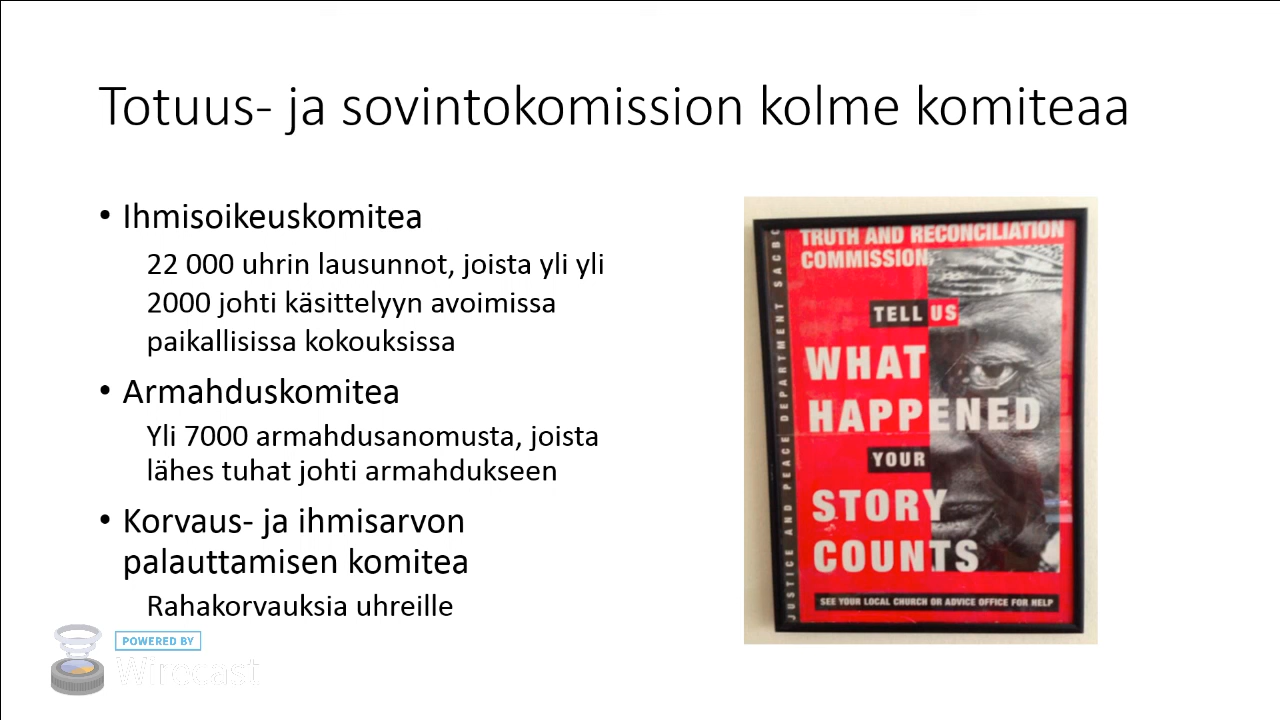 Totuus- ja sovintokomission kolme komiteaa
• Ihmisoikeuskomitea
22 000 uhrin lausunnot, joista yli yli
2000 johti käsittelyyn avoimissa
paikallisissa kokouksissa
• Armahduskomitea
Yli 7000 armahdusanomusta, joista
lähes tuhat johti armahdukseen
• Korvaus- ja ihmisarvon
palauttamisen komitea
Rahakorvauksia uhreille
TRUTH AND RECONCILIATION
COMMISSION
TELL US
WHAT
HAPPENED
YOUR
STORY
COUNTS
SEE YOUR LOCAL CHURCH OR ADVICE OFFICE FOR HELP
JUSTICE AND PEACE DEPARTMENT SACBC
POWERED BY
Wirecast